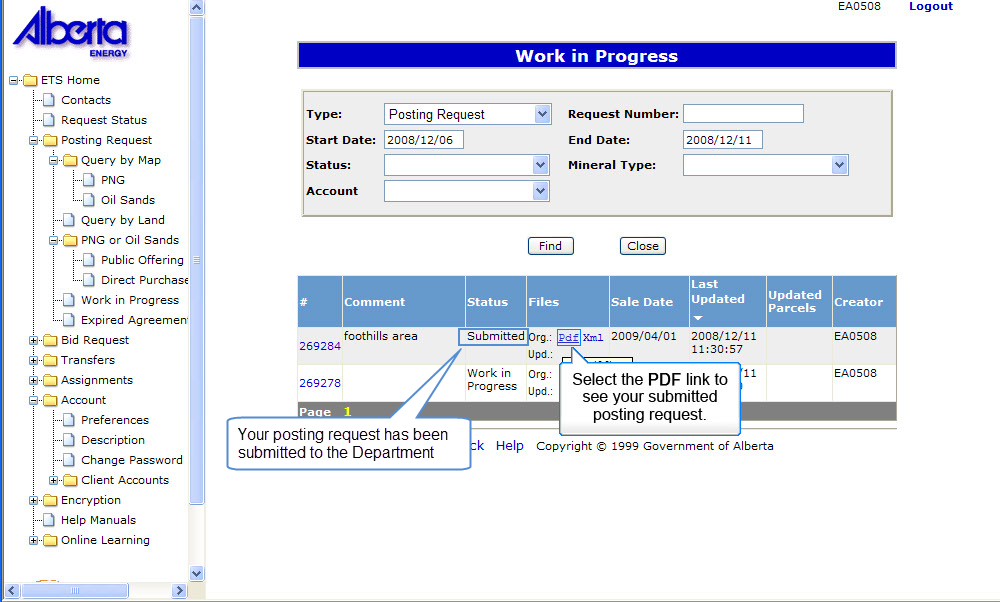 EA0508 Logout
Alberta
ENERGY
ETS Home
Contacts
Request Status
Posting Request
Query by Map
PNG
Oil Sands
Query by Land
PNG or Oil Sands
Public Offering
Direct Purchase
Work in Progress
Expired Agreemen
Bid Request
Transfers
Assignments
Account
Preferences
Description
Change Password
Client Accounts
Encryption
Help Manuals
Online Learning
Work in Progress
Type: Posting Request Request Number:
Start Date: 2008/12/06 End Date: 2008/12/11
Status: Mineral Type:
Account
Find Close
# Comment Status Files Sale Date Last Updated Updated Parcels Creator
269284 foothills area Submitted Org.: Pdf Xml 2009/04/01 2008/12/11 11:30:57 EA0508
Upd.:
269278 Work in Progress Org.: EA0508
Upd.:
Page 1
Select the PDF link to
see your submitted
posting request.
Your posting request has been
submitted to the Department
ck Help Copyright © 1999 Government of Alberta